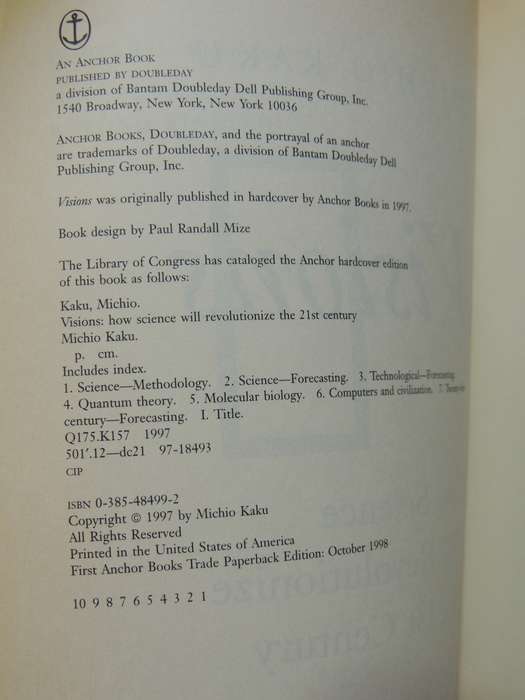 AN ANCHOR BOOK
PUBLISHED BY DOUBLEDAY
a division of Bantam Doubleday Dell Publishing Group, Inc.
1540 Broadway, New York, New York 10036
ANCHOR BOOKS, DOUBLEDAY, and the portrayal of an anchor
are trademarks of Doubleday, a division of Bantam Doubleday Dell
Publishing Group, Inc.
Visions was originally published in hardcover by Anchor Books in 1997.
Book design by Paul Randall Mize
The Library of Congress has cataloged the Anchor hardcover edition
of this book as follows:
Kaku, Michio.
Visions: how science will revolutionize the 21st century
Michio Kaku.
p. cm.
Includes index.
1. Science—Methodology. 2. Science—Forecasting. 3. Technological—Forecasting.
4. Quantum theory. 5. Molecular biology. 6. Computers and civilization. 7.
century—Forecasting. I. Title.
Q175.K157 1997
501'.12—dc21 97-18493
CIP
ISBN 0-385-48499-2
Copyright © 1997 by Michio Kaku
All Rights Reserved
Printed in the United States of America
First Anchor Books Trade Paperback Edition: October 1998
10 9 8 7 6 5 4 3 2 1